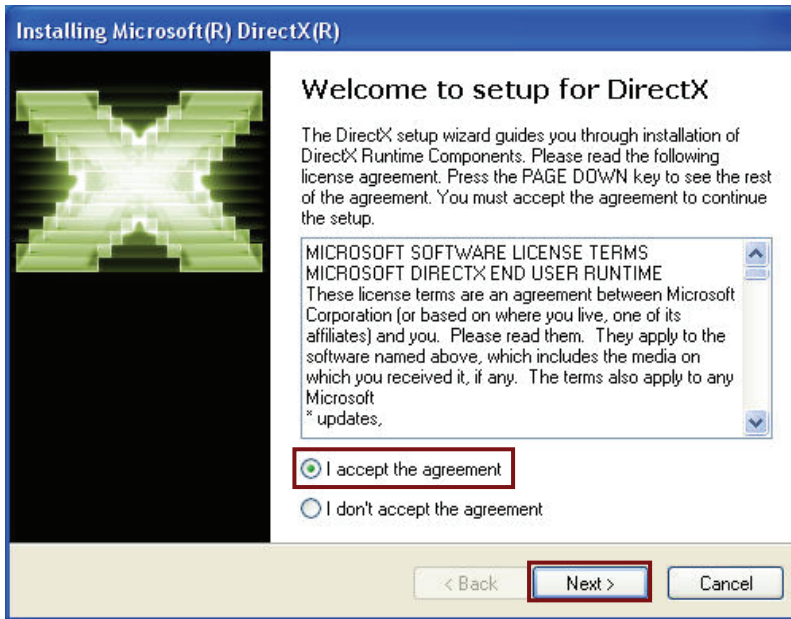 Installing Microsoft(R) DirectX(R)
Welcome to setup for DirectX
The DirectX setup wizard guides you through installation of
DirectX Runtime Components. Please read the following
license agreement. Press the PAGE DOWN key to see the rest
of the agreement. You must accept the agreement to continue
the setup.
MICROSOFT SOFTWARE LICENSE TERMS
MICROSOFT DIRECTX END USER RUNTIME
These license terms are an agreement between Microsoft
Corporation (or based on where you live, one of its
affiliates) and you.  Please read them.  They apply to the
software named above, which includes the media on
which you received it, if any.  The terms also apply to any
Microsoft
* updates,
I accept the agreement
I don't accept the agreement
< Back Next > Cancel